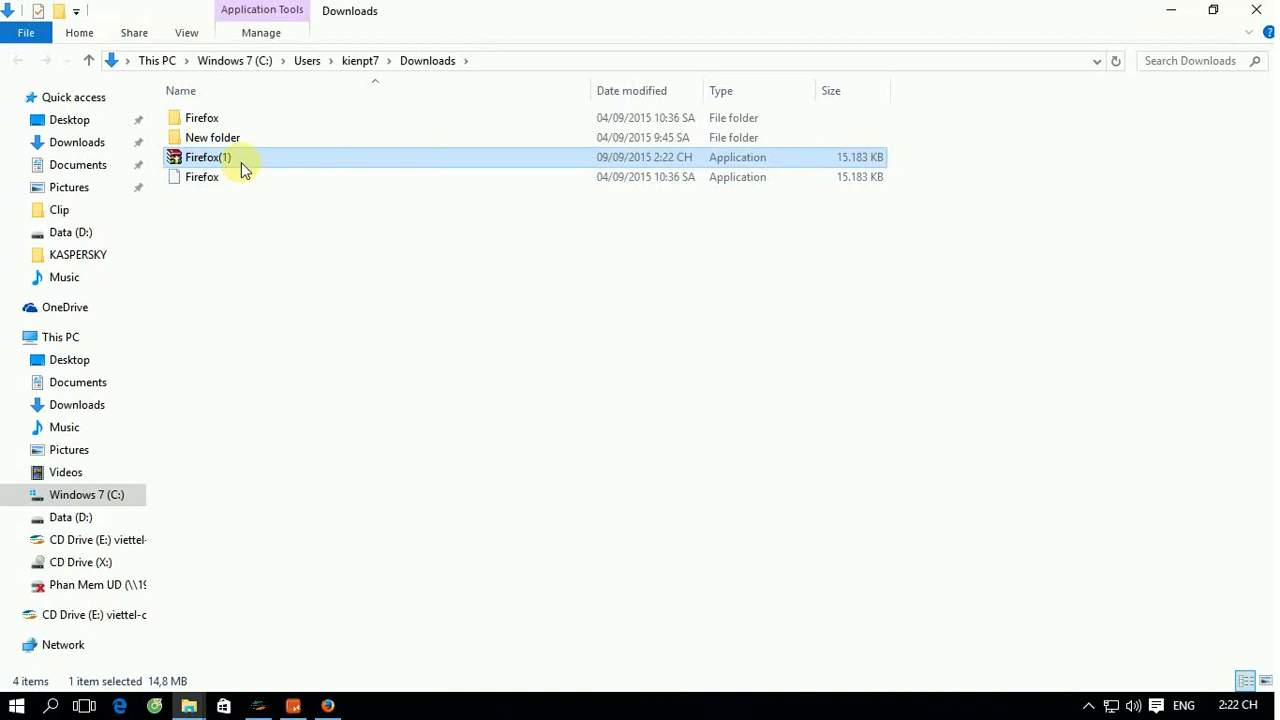 Application Tools
Downloads
File
Home
Share
View
Manage
This PC
Windows 7 (C:)
Users
kienpt7
Downloads
Search Downloads
Name
Date modified
Type
Size
Firefox
04/09/2015 10:36 SA
File folder
New folder
04/09/2015 9:45 SA
File folder
Firefox(1)
09/09/2015 2:22 CH
Application
15.183 KB
Firefox
04/09/2015 10:36 SA
Application
15.183 KB
Quick access
Desktop
Downloads
Documents
Pictures
Clip
Data (D:)
KASPERSKY
Music
OneDrive
This PC
Desktop
Documents
Downloads
Music
Pictures
Videos
Windows 7 (C:)
Data (D:)
CD Drive (E:) viettel-
CD Drive (X:)
Phan Mem UD (\\19
CD Drive (E:) viettel-c
Network
4 items
1 item selected 14,8 MB
ENG
2:22 CH